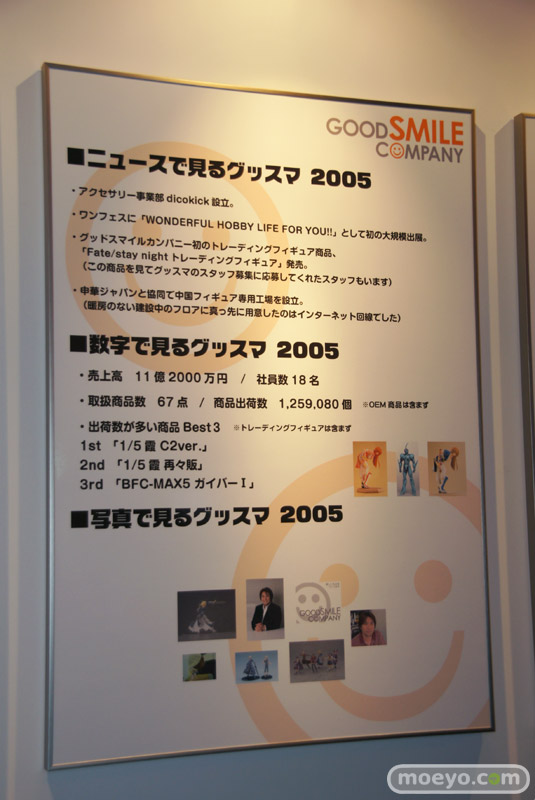 GOODSMILE
COMPANY
■ニュースで見るグッスマ 2005
・アクセサリー事業部 dicokick 設立。
・ワンフェスに「WONDERFUL HOBBY LIFE FOR YOU!!」として初の大規模出展。
・グッドスマイルカンパニー初のトレーディングフィギュア商品、
「Fate/stay night トレーディングフィギュア」発売。
(この商品を見てグッスマのスタッフ募集に応募してくれたスタッフもいます)
・申華ジャパンと協同で中国フィギュア専用工場を設立。
(暖房のない建設中のフロアに真っ先に用意したのはインターネット回線でした)
■数字で見るグッスマ 2005
・売上高 11億2000万円 / 社員数18名
・取扱商品数 67点 / 商品出荷数 1,259,080個 ※OEM商品は含まず
・出荷数が多い商品 Best3 ※トレーディングフィギュアは含まず
1st 「1/5 霞 C2ver.」
2nd 「1/5 霞 再々販」
3rd 「BFC-MAX5 ガイバーⅠ」
■写真で見るグッスマ 2005
GOODSMILE
COMPANY
moeyo.com